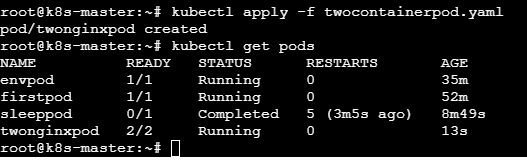 root@k8s-master:~# kubectl apply -f twocontainerpod.yaml
pod/twonginxpod created
root@k8s-master:~# kubectl get pods
NAME READY STATUS RESTARTS AGE
envpod 1/1 Running 0 35m
firstpod 1/1 Running 0 52m
sleeppod 0/1 Completed 5 (3m5s ago) 8m49s
twonginxpod 2/2 Running 0 13s
root@k8s-master:~#